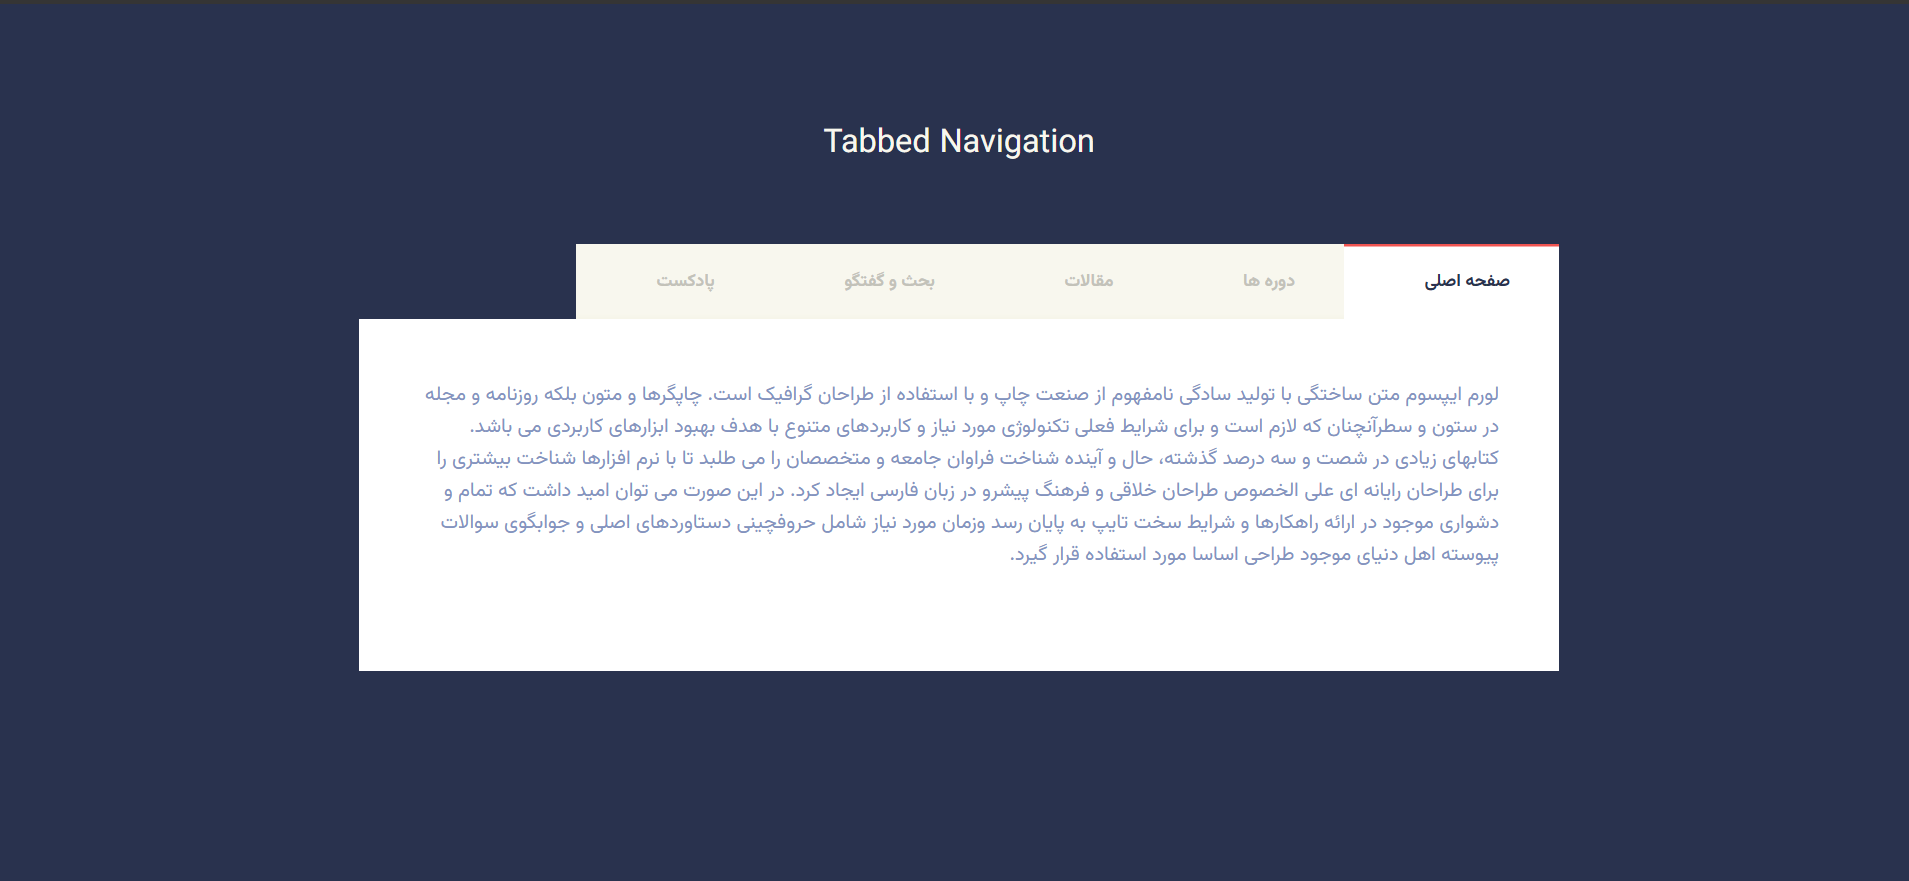 Tabbed Navigation
صفحه اصلی
دوره ها
مقالات
بحث و گفتگو
پادکست
لورم ایپسوم متن ساختگی با تولید سادگی نامفهوم از صنعت چاپ و با استفاده از طراحان گرافیک است. چاپگرها و متون بلکه روزنامه و مجله
در ستون و سطرآنچنان که لازم است و برای شرایط فعلی تکنولوژی مورد نیاز و کاربردهای متنوع با هدف بهبود ابزارهای کاربردی می باشد.
کتابهای زیادی در شصت و سه درصد گذشته، حال و آینده شناخت فراوان جامعه و متخصصان را می طلبد تا با نرم افزارها شناخت بیشتری را
برای طراحان رایانه ای علی الخصوص طراحان خلاقی و فرهنگ پیشرو در زبان فارسی ایجاد کرد. در این صورت می توان امید داشت که تمام و
دشواری موجود در ارائه راهکارها و شرایط سخت تایپ به پایان رسد وزمان مورد نیاز شامل حروفچینی دستاوردهای اصلی و جوابگوی سوالات
پیوسته اهل دنیای موجود طراحی اساسا مورد استفاده قرار گیرد.